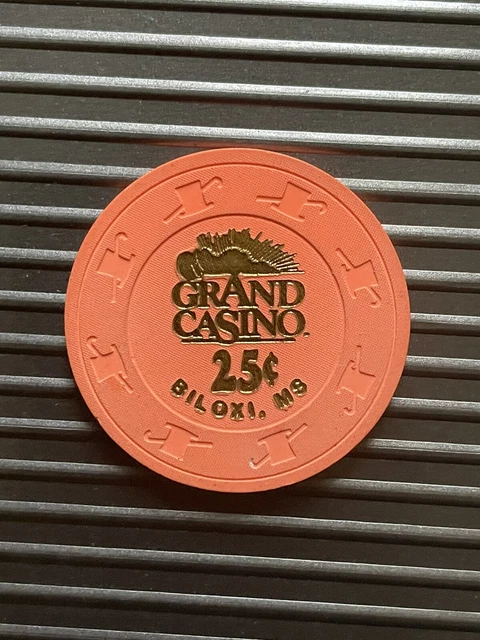 GRAND
CASINO
25¢
BILOXI, MS